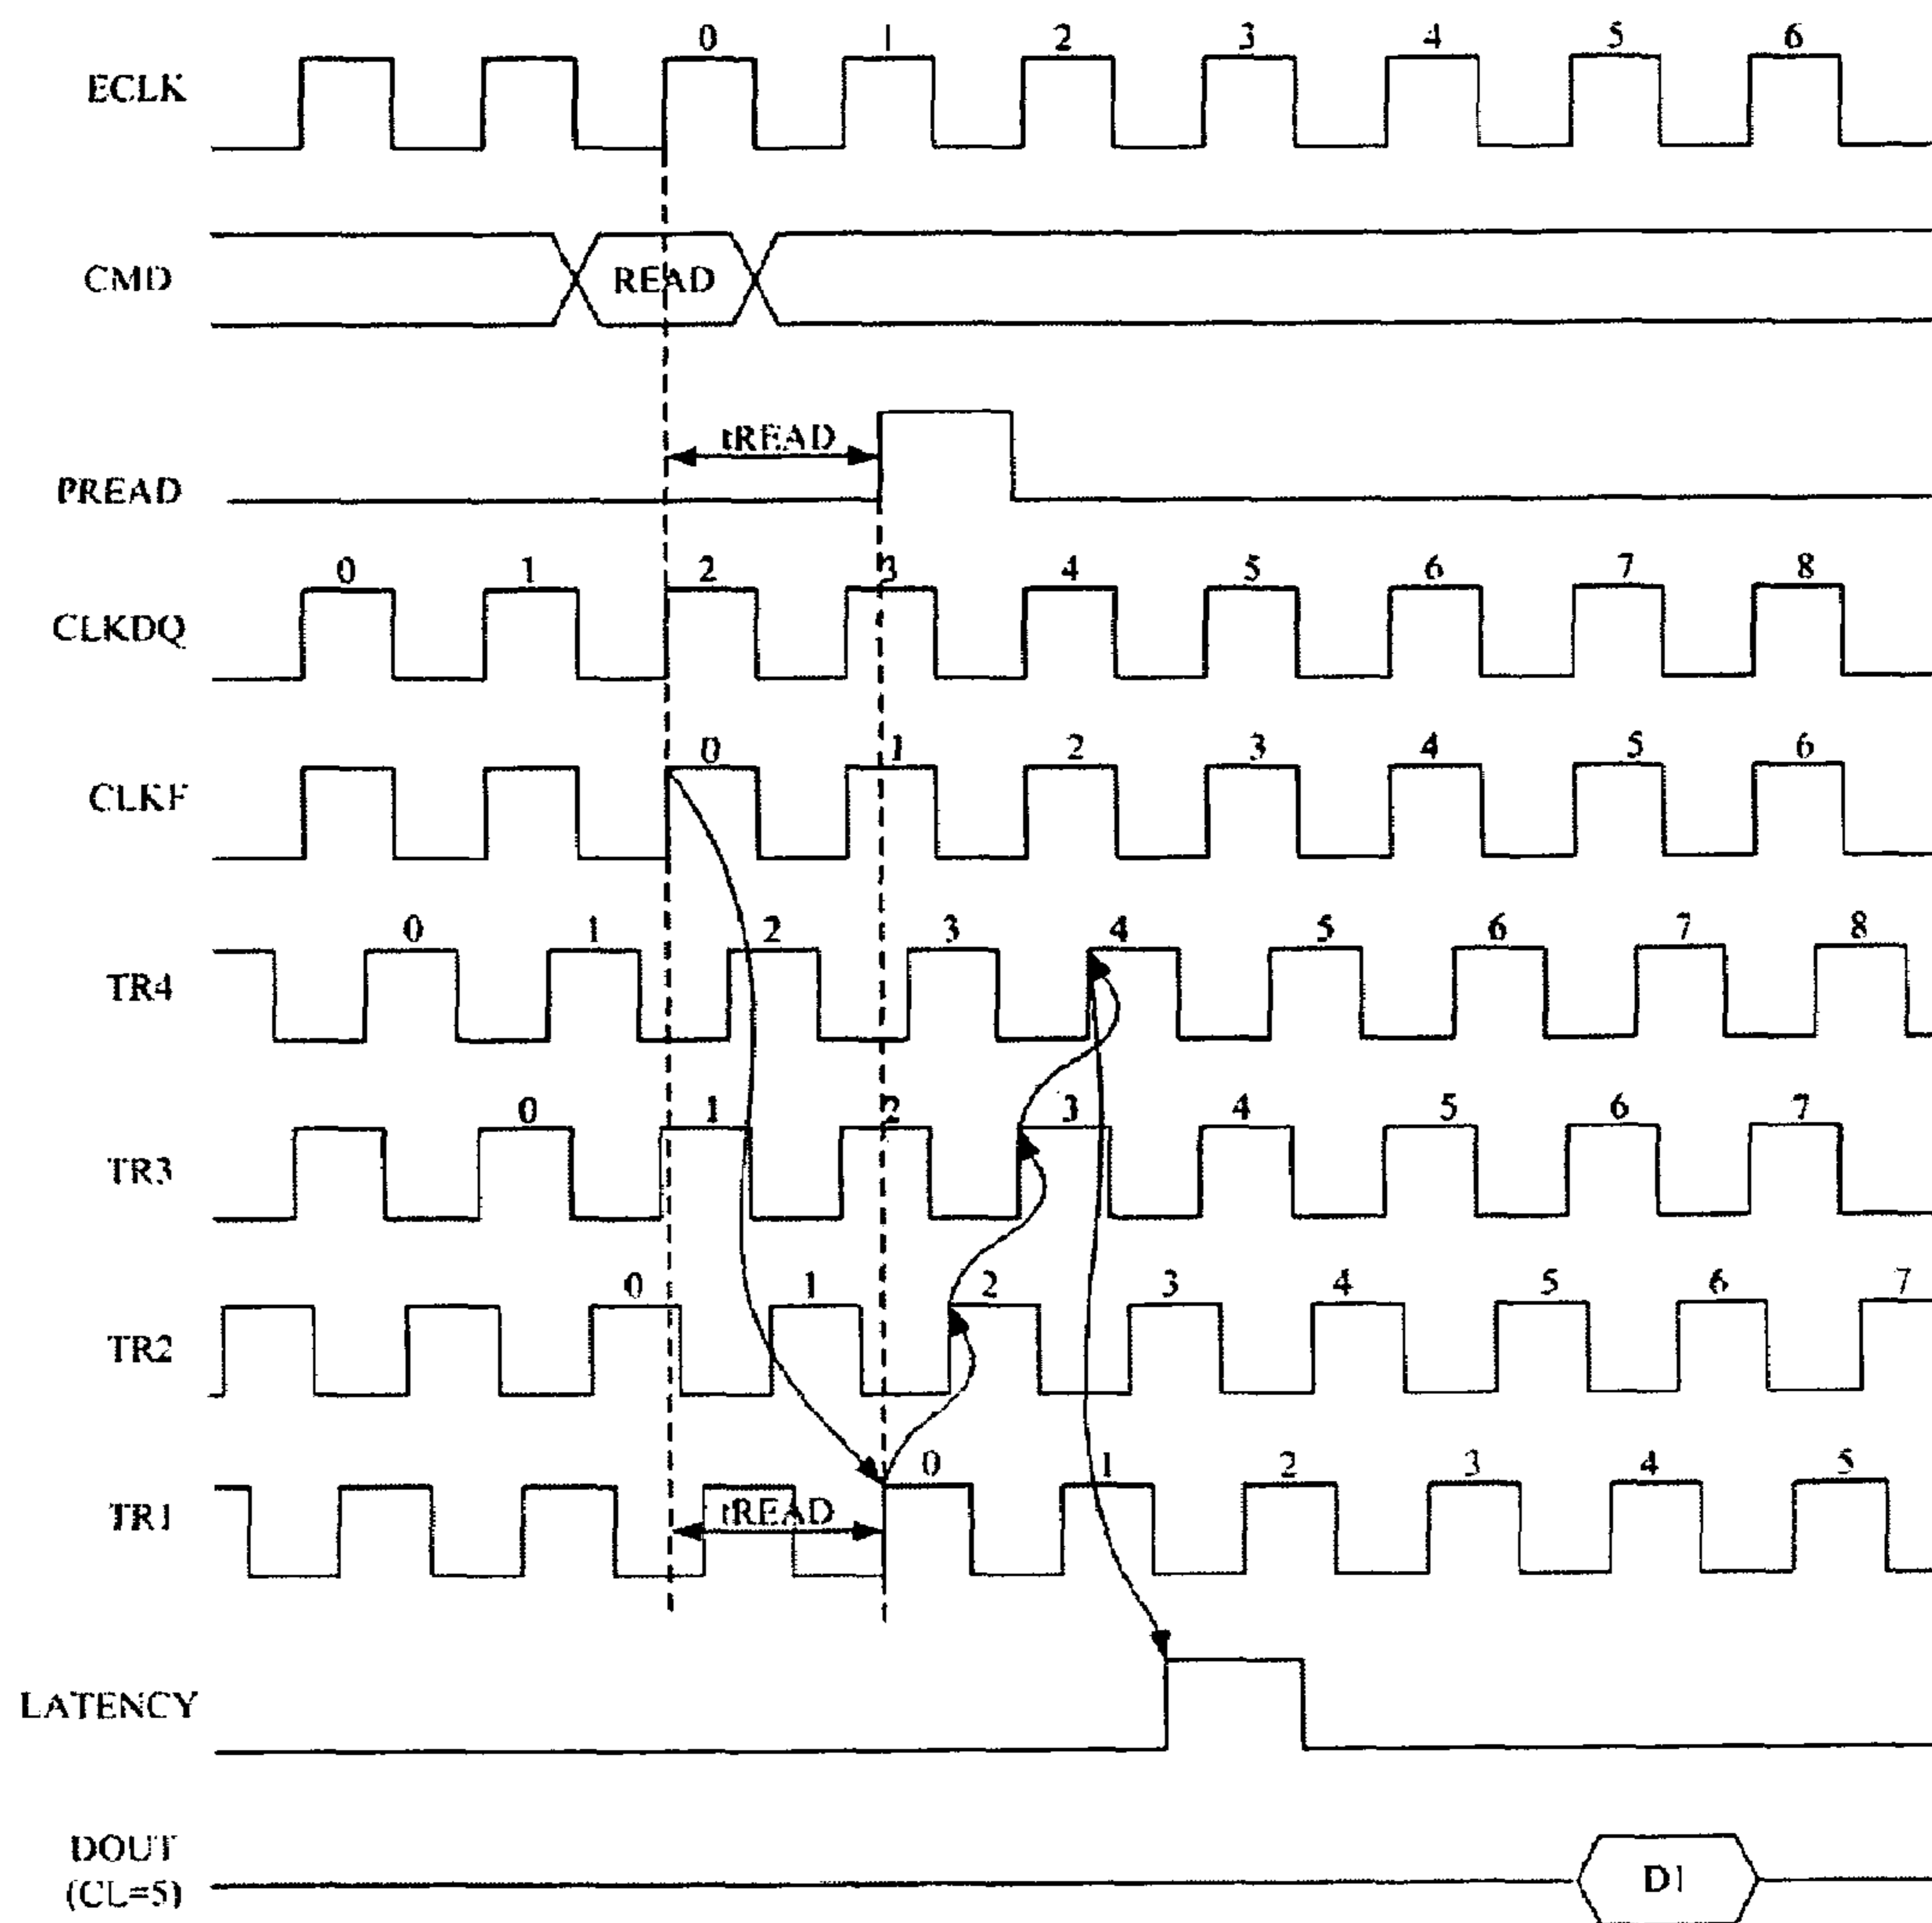 0 1 2 3 4 5 6
ECLK
CMD READ
tREAD
PREAD
0 1 2 3 4 5 6 7 8
CLKDQ
0 1 2 3 4 5 6
CLKF
0 1 2 3 4 5 6 7 8
TR4
0 1 2 3 4 5 6 7
TR3
0 1 2 3 4 5 6 7
TR2
0 1 2 3 4 5
TR1 tREAD
LATENCY
DOUT
(CL=5) D1